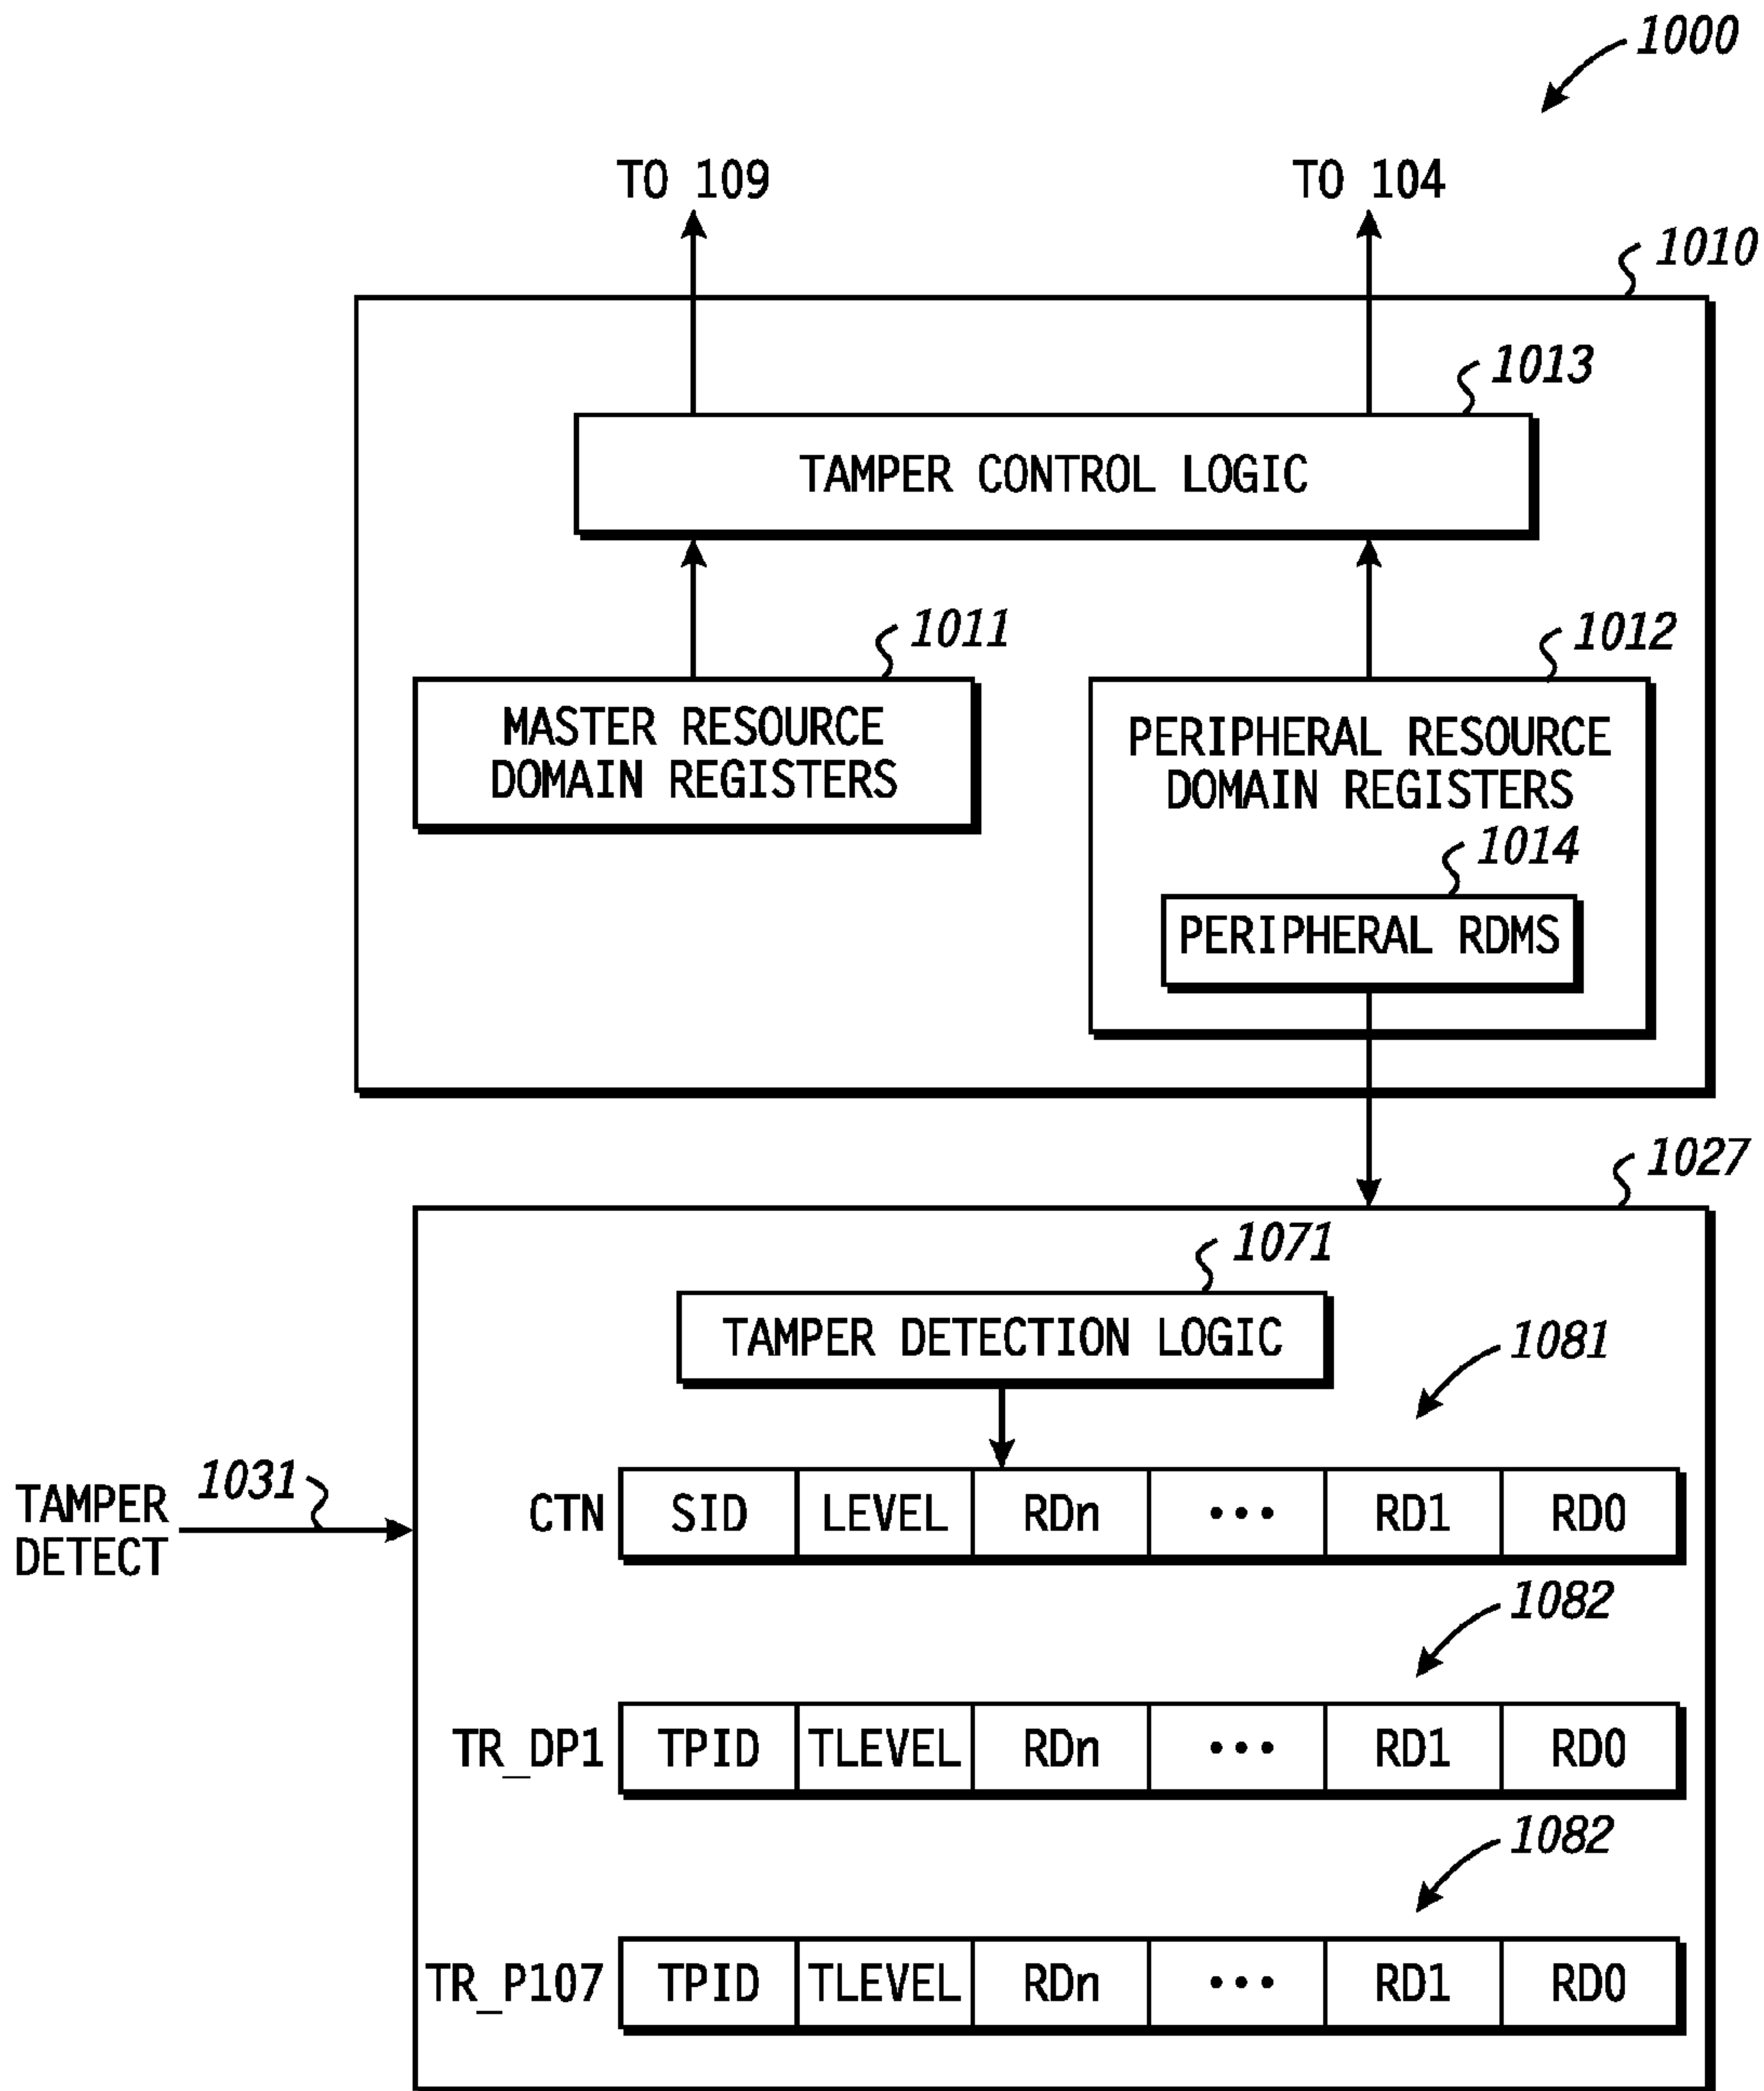 1000
TO 109
TO 104
1010
1013
TAMPER CONTROL LOGIC
1011
1012
MASTER RESOURCE
DOMAIN REGISTERS
PERIPHERAL RESOURCE
DOMAIN REGISTERS
1014
PERIPHERAL RDMS
1027
1071
TAMPER DETECTION LOGIC
1081
TAMPER
DETECT
1031
CTN SID LEVEL RDn ••• RD1 RD0
1082
TR_DP1 TPID TLEVEL RDn ••• RD1 RD0
1082
TR_P107 TPID TLEVEL RDn ••• RD1 RD0